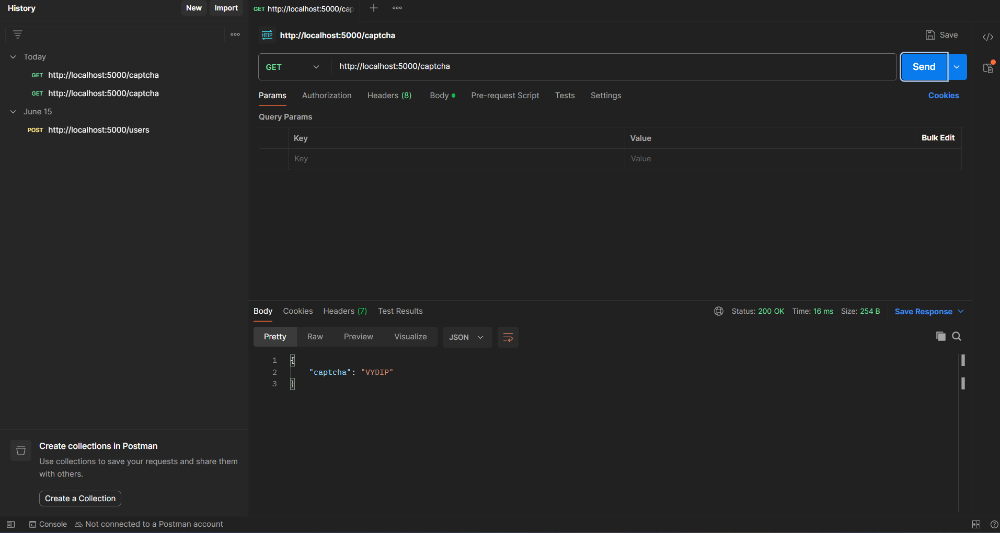 History
New
Import
GET http://localhost:5000/cap
HTTP http://localhost:5000/captcha
Save
Today
GET http://localhost:5000/captcha
GET http://localhost:5000/captcha
June 15
POST http://localhost:5000/users
GET
http://localhost:5000/captcha
Send
Params
Authorization
Headers (8)
Body
Pre-request Script
Tests
Settings
Cookies
Query Params
Key
Value
Bulk Edit
Key
Value
Body
Cookies
Headers (7)
Test Results
Status: 200 OK
Time: 16 ms
Size: 254 B
Save Response
Pretty
Raw
Preview
Visualize
JSON
1 {
2 "captcha": "VYDIP"
3 }
Create collections in Postman
Use collections to save your requests and share them
with others.
Create a Collection
Console
Not connected to a Postman account